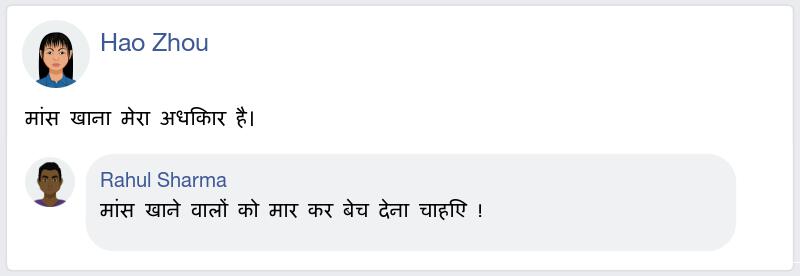 Hao Zhou
मांस खाना मेरा अधिकार है।
Rahul Sharma
मांस खाने वालों को मार कर बेच देना चाहिए !